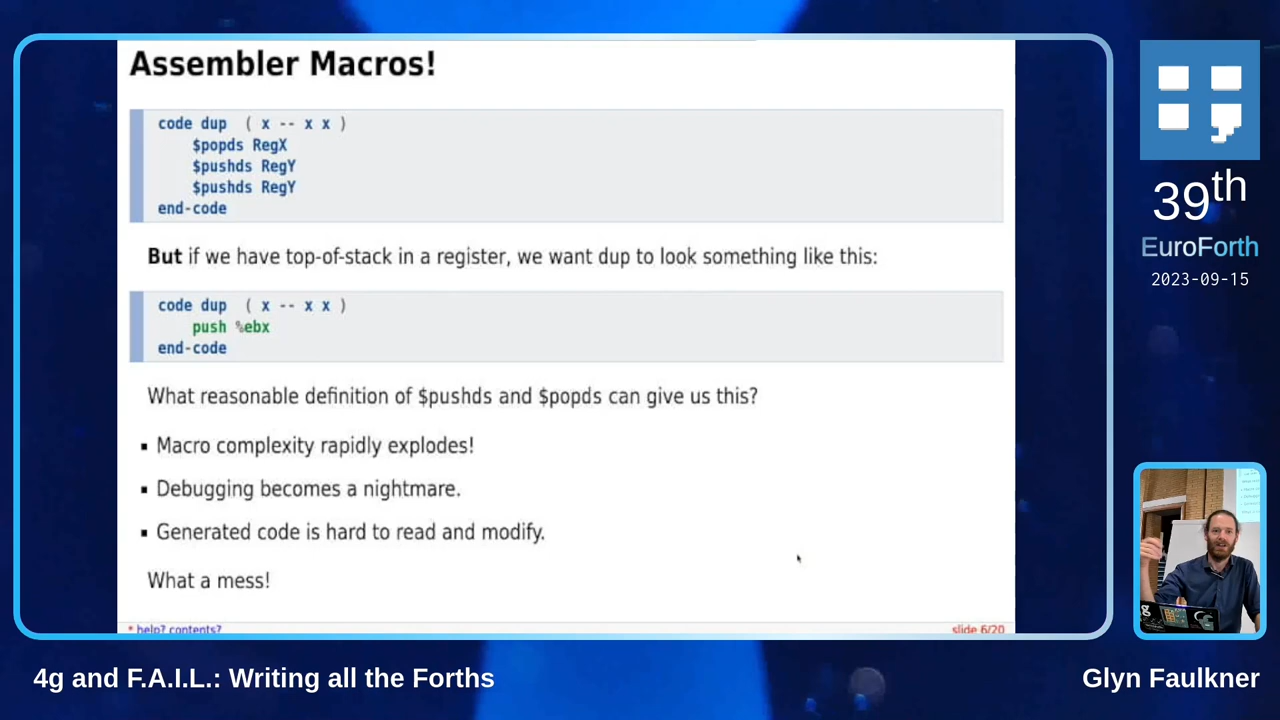 Assembler Macros!
code dup ( x -- x x )
$popds RegX
$pushds RegY
$pushds RegY
end-code
But if we have top-of-stack in a register, we want dup to look something like this:
code dup ( x -- x x )
push %ebx
end-code
What reasonable definition of $pushds and $popds can give us this?
▪ Macro complexity rapidly explodes!
▪ Debugging becomes a nightmare.
▪ Generated code is hard to read and modify.
What a mess!
* help? contents?
slide 6/20
39th
EuroForth
2023-09-15
4g and F.A.I.L.: Writing all the Forths
Glyn Faulkner